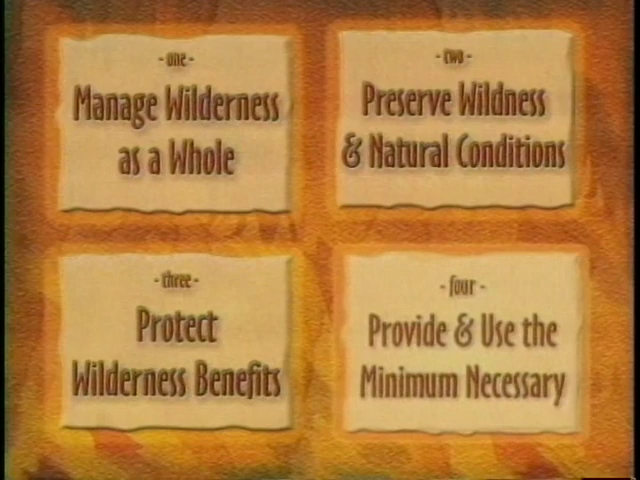 - one -
Manage Wilderness
as a Whole
- two -
Preserve Wildness
& Natural Conditions
- three -
Protect
Wilderness Benefits
- four -
Provide & Use the
Minimum Necessary